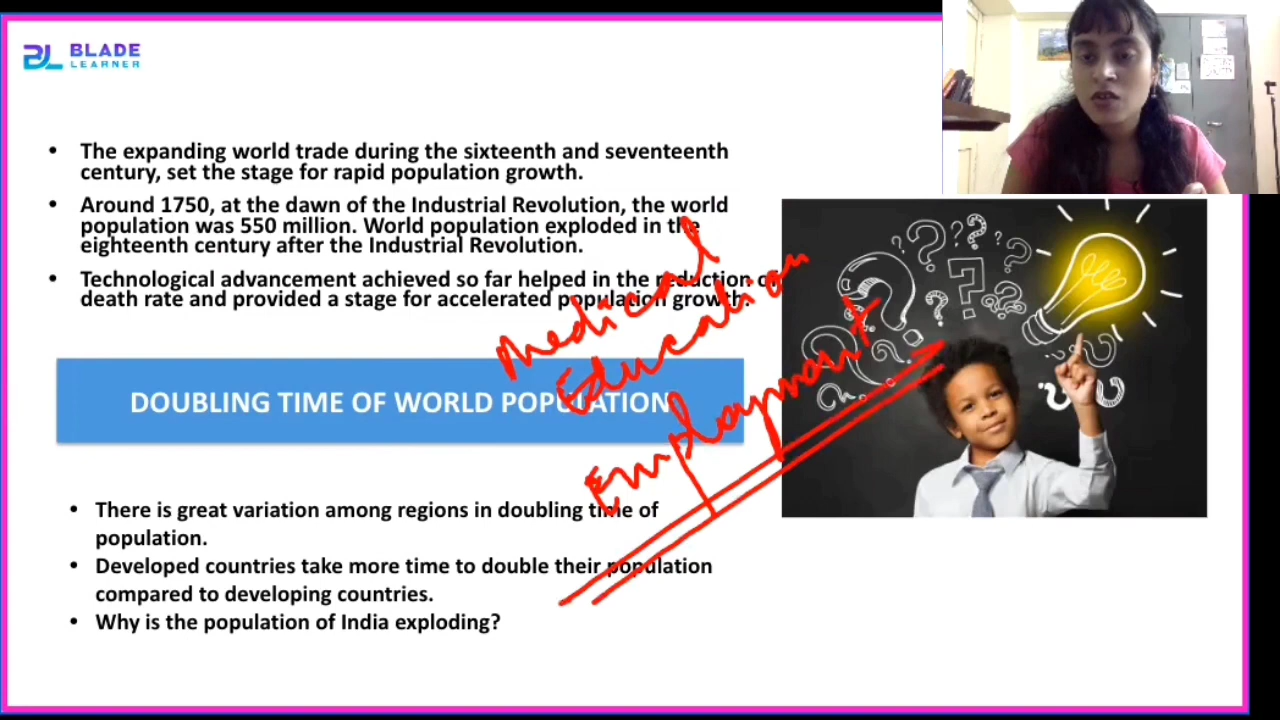 BLADE
LEARNER
• The expanding world trade during the sixteenth and seventeenth
century, set the stage for rapid population growth.
• Around 1750, at the dawn of the Industrial Revolution, the world
population was 550 million. World population exploded in the
eighteenth century after the Industrial Revolution.
• Technological advancement achieved so far helped in the reduction of
death rate and provided a stage for accelerated population growth.
Medical
Education
Employment
DOUBLING TIME OF WORLD POPULATION
• There is great variation among regions in doubling time of
population.
• Developed countries take more time to double their population
compared to developing countries.
• Why is the population of India exploding?